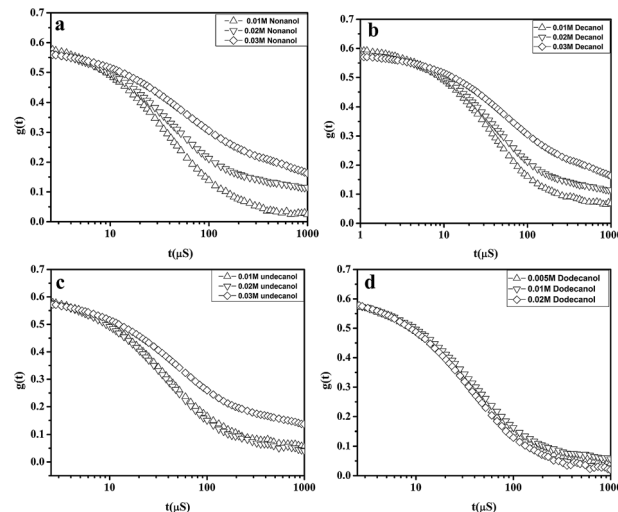 a
0.01M Nonanol
0.02M Nonanol
0.03M Nonanol
0.7
0.6
0.5
0.4
0.3
0.2
0.1
0.0
g(t)
10
100
1000
t(μS)
b
0.01M Decanol
0.02M Decanol
0.03M Decanol
0.7
0.6
0.5
0.4
0.3
0.2
0.1
0.0
g(t)
1
10
100
1000
t(μS)
c
0.01M undecanol
0.02M undecanol
0.03M undecanol
0.7
0.6
0.5
0.4
0.3
0.2
0.1
0.0
g(t)
10
100
1000
t(μS)
d
0.005M Dodecanol
0.01M Dodecanol
0.02M Dodecanol
0.7
0.6
0.5
0.4
0.3
0.2
0.1
0.0
g(t)
10
100
1000
t(μS)